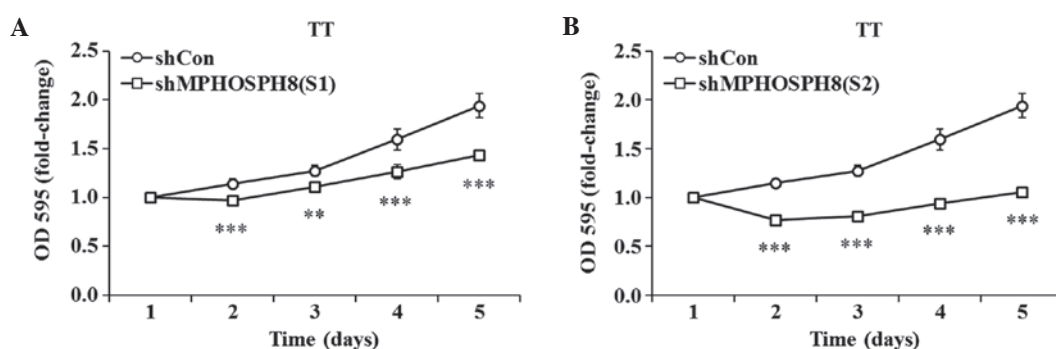 A
TT
OD 595 (fold-change)
2.5
2.0
1.5
1.0
0.5
0.0
shCon
shMPHOSPH8(S1)
***
**
***
***
1
2
3
4
5
Time (days)
B
TT
OD 595 (fold-change)
2.5
2.0
1.5
1.0
0.5
0.0
shCon
shMPHOSPH8(S2)
***
***
***
***
1
2
3
4
5
Time (days)